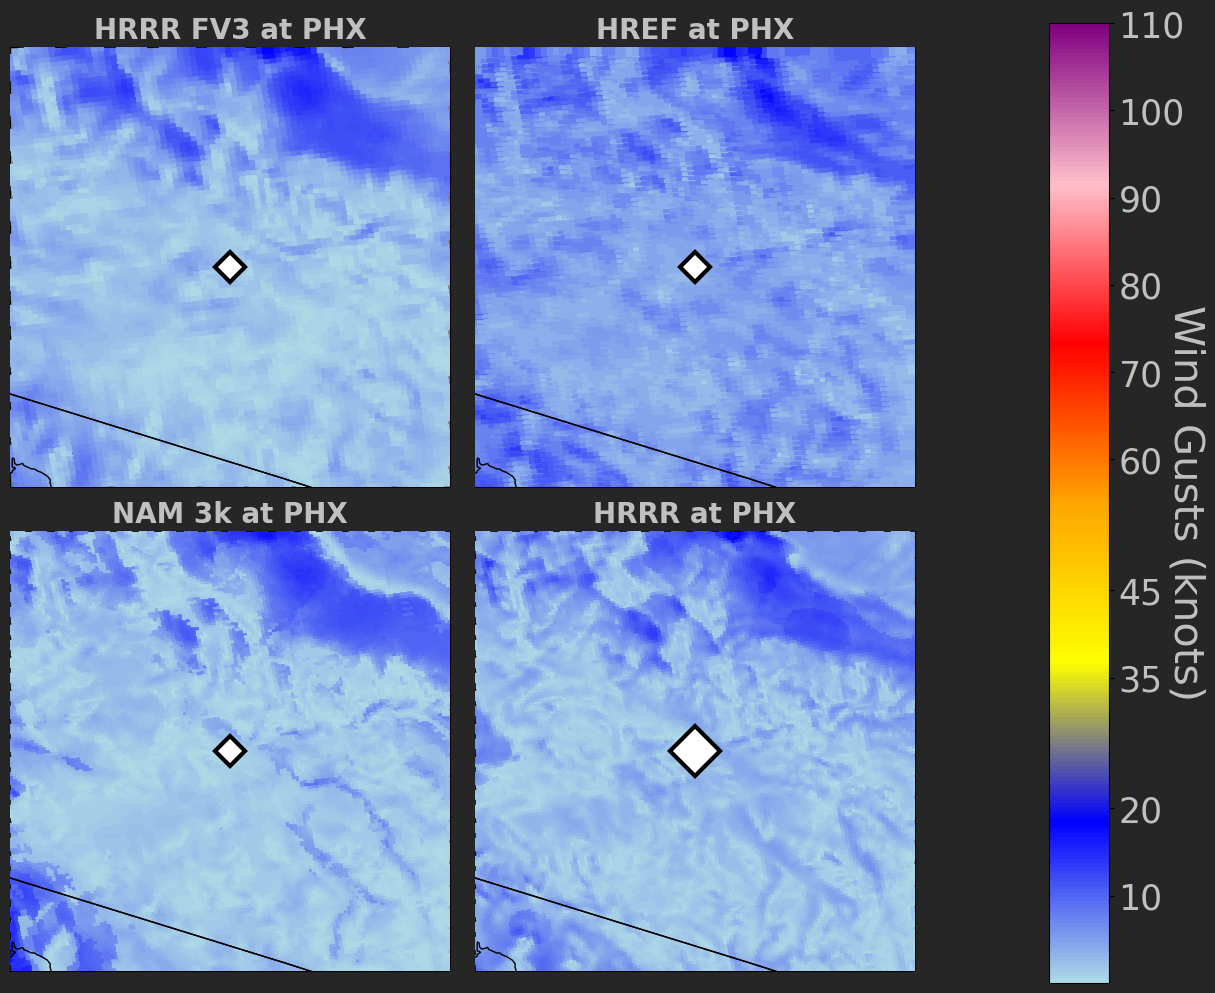 HRRR FV3 at PHX
HREF at PHX
NAM 3k at PHX
HRRR at PHX
110
100
90
80
70
60
45
35
20
10
Wind Gusts (knots)